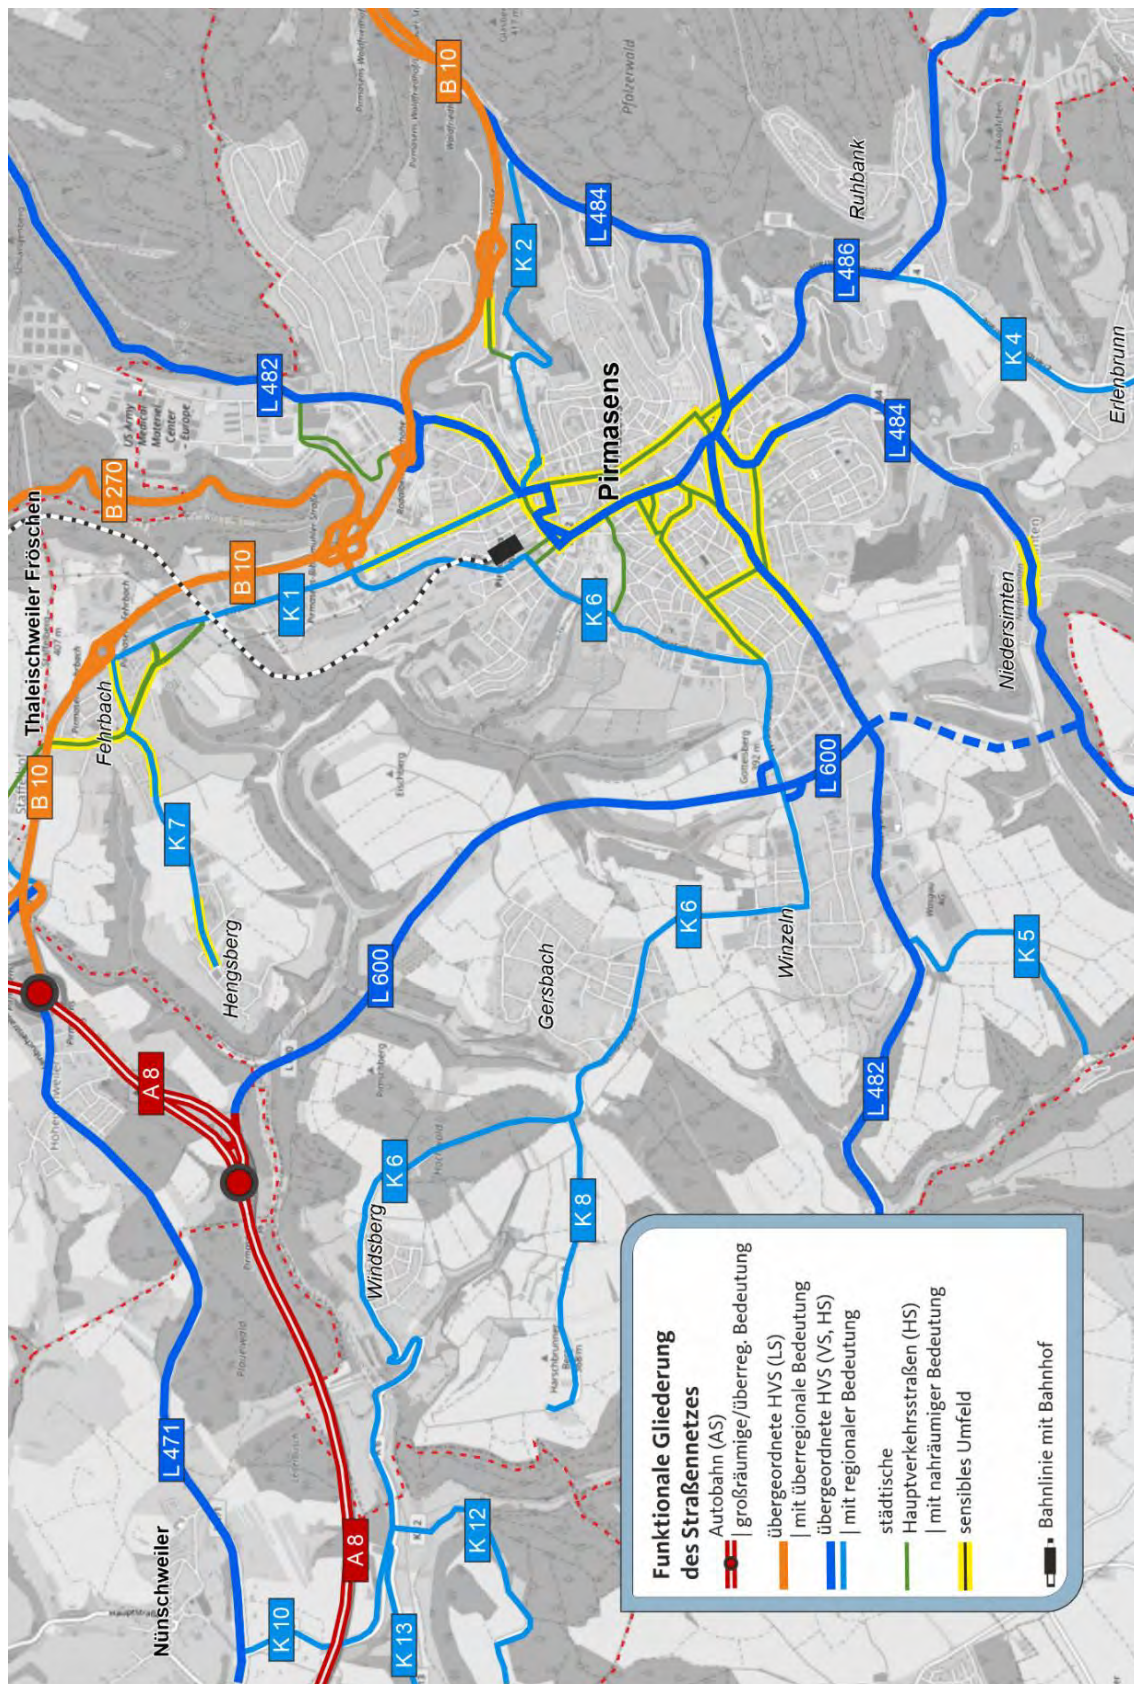 Thaleischweiler Fröschen
B 10
B 270
B 10
B 10
US Army
Medical
Materiel
Center
- Europe
L 482
K 1
K 2
L 484
Pfalzerwald
Ruhbank
L 486
K 4
Erlenbrunn
L 484
Pirmasens
K 6
Fehrbach
K 7
Hengsberg
Niedersimten
L 600
L 600
Winzeln
K 6
Gersbach
K 5
L 482
A 8
K 6
Windsberg
K 8
L 471
Nünschweiler
A 8
K 10
K 12
K 13
Funktionale Gliederung
des Straßennetzes
Autobahn (AS)
| großräumige/überreg. Bedeutung
übergeordnete HVS (LS)
| mit überregionale Bedeutung
übergeordnete HVS (VS, HS)
| mit regionaler Bedeutung
städtische
Hauptverkehrsstraßen (HS)
| mit nahräumiger Bedeutung
sensibles Umfeld
Bahnlinie mit Bahnhof